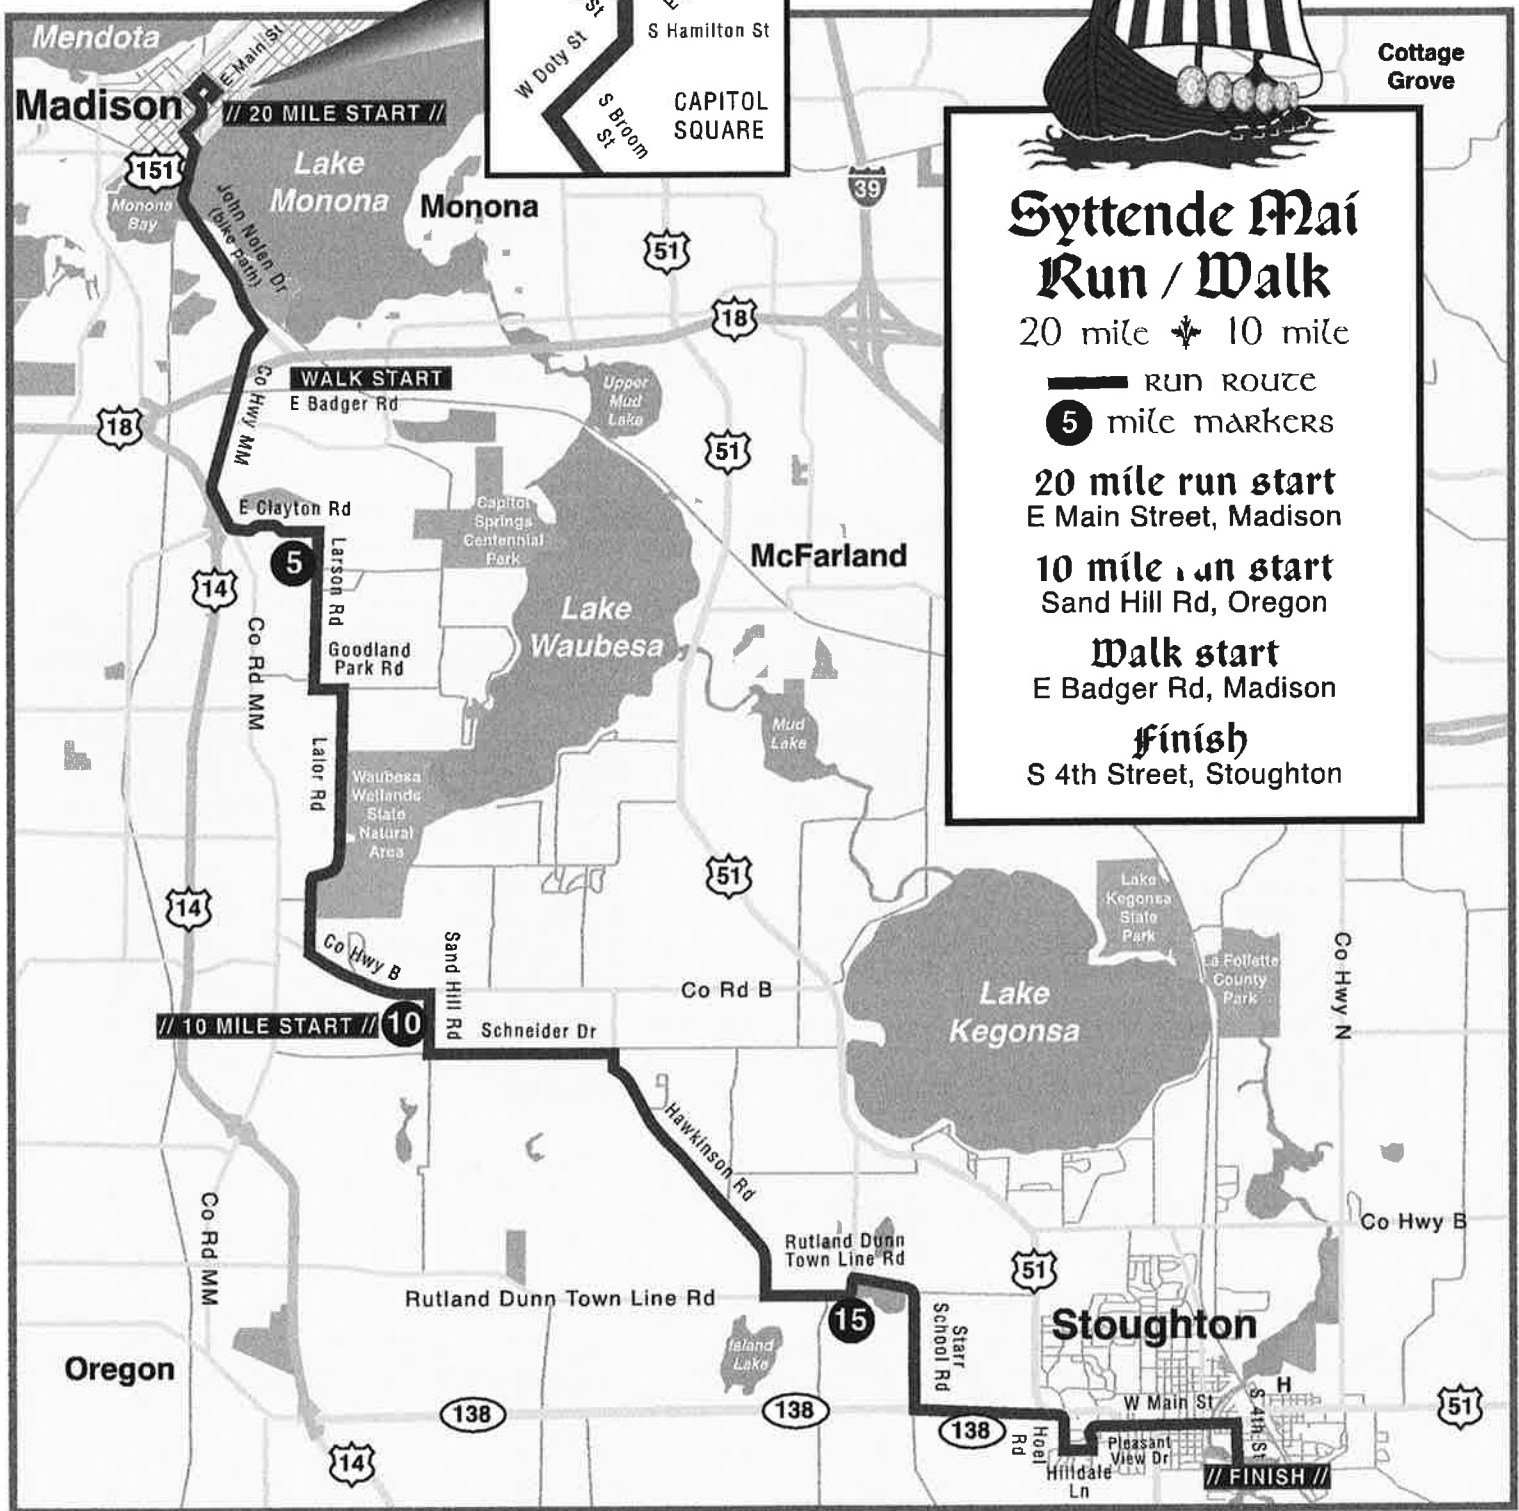 Mendota
E Main St
Madison
// 20 MILE START //
151
Lake
Monona
Monona
Bay
John Nolen Dr
(bike path)
Monona
St
W Doty St
S Hamilton St
S Broom
St
CAPITOL
SQUARE
39
51
18
Cottage
Grove
Syttende Mai
Run / Walk
20 mile 10 mile
RUN ROUTE
5 mile markers
20 mile run start
E Main Street, Madison
10 mile start
Sand Hill Rd, Oregon
Walk start
E Badger Rd, Madison
Finish
S 4th Street, Stoughton
WALK START
E Badger Rd
Co Hwy MM
18
Upper
Mud
Lake
51
E Clayton Rd
Capitol
Springs
Centennial
Park
5
Larson Rd
14
McFarland
Lake
Waubesa
Co Rd MM
Goodland
Park Rd
Mud
Lake
Lalor Rd
Waubesa
Wetlands
State
Natural
Area
14
51
Lake
Kegonsa
State
Park
La Follette
County
Park
Co Hwy N
Co Hwy B
Sand Hill Rd
Co Rd B
Lake
Kegonsa
// 10 MILE START //
10
Schneider Dr
Hawkinson Rd
Co Rd MM
Co Hwy B
Rutland Dunn
Town Line Rd
51
Rutland Dunn Town Line Rd
15
Starr
School Rd
Stoughton
Island
Lake
Oregon
138
138
138
W Main St
H
S 4th St
51
Hoel
Rd
Pleasant
View Dr
Hilldale
Ln
// FINISH //
14